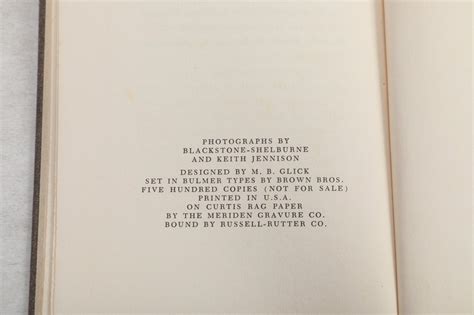 PHOTOGRAPHS BY
BLACKSTONE-SHELBURNE
AND KEITH JENNISON
DESIGNED BY M. B. GLICK
SET IN BULMER TYPES BY BROWN BROS.
FIVE HUNDRED COPIES (NOT FOR SALE)
PRINTED IN U.S.A.
ON CURTIS RAG PAPER
BY THE MERIDEN GRAVURE CO.
BOUND BY RUSSELL-RUTTER CO.